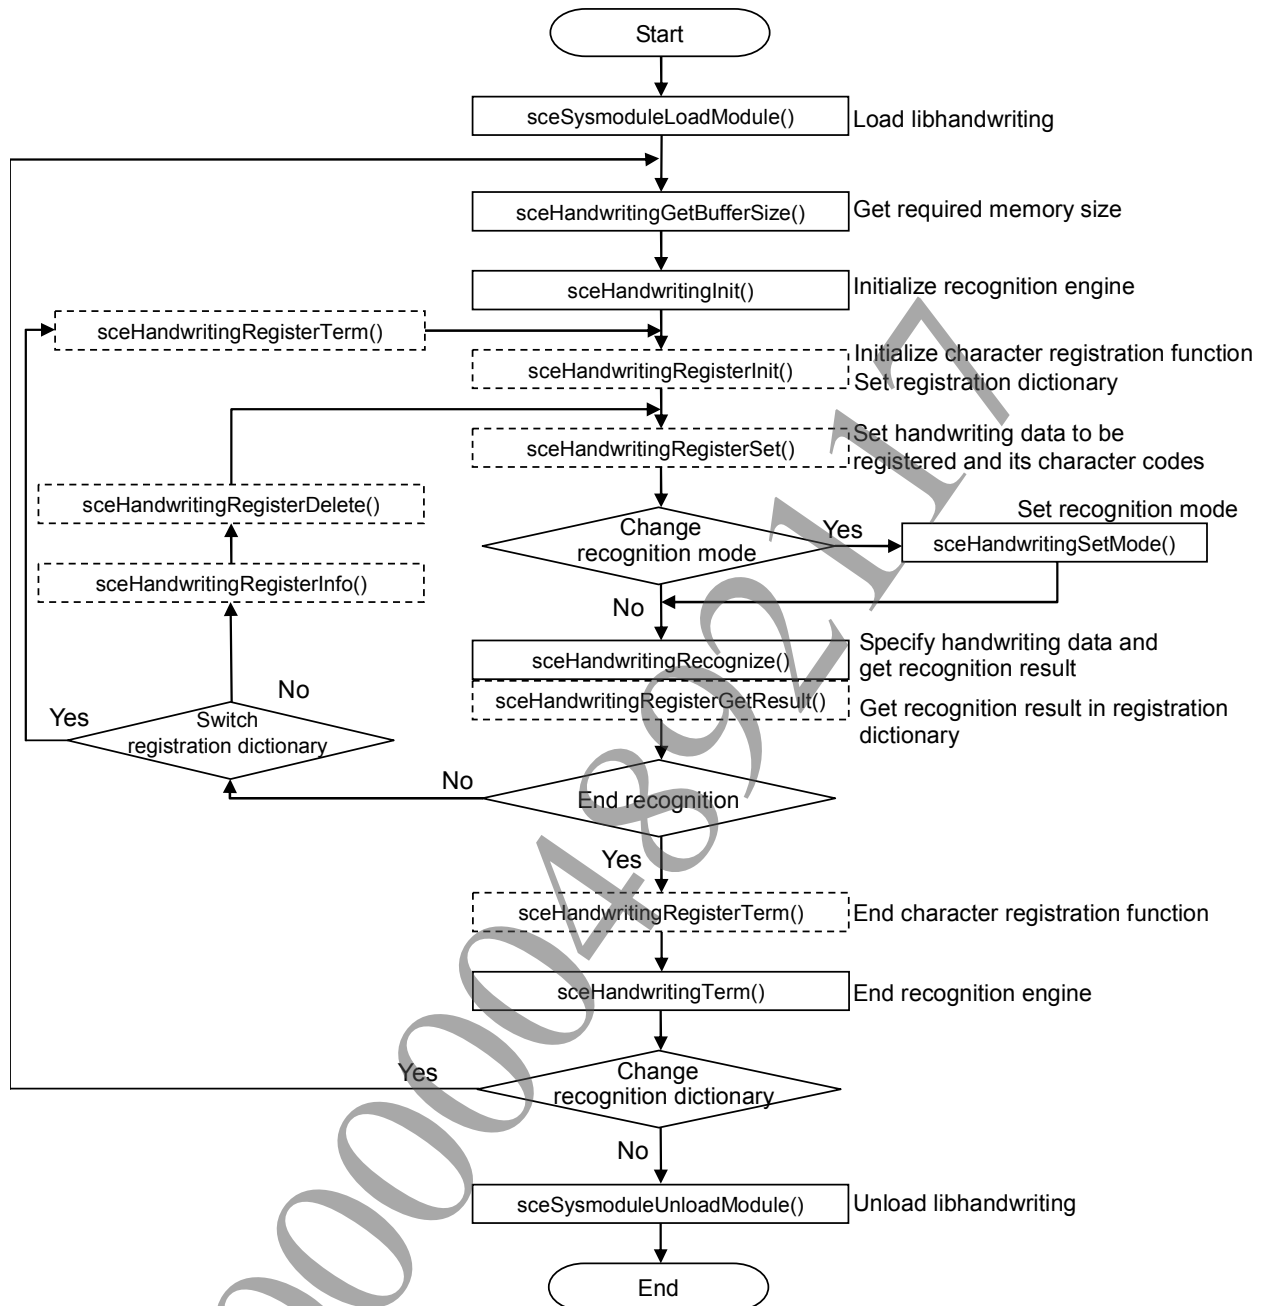 Start
sceSysmoduleLoadModule()
Load libhandwriting
sceHandwritingGetBufferSize()
Get required memory size
sceHandwritingInit()
Initialize recognition engine
sceHandwritingRegisterTerm()
sceHandwritingRegisterInit()
Initialize character registration function
Set registration dictionary
sceHandwritingRegisterSet()
Set handwriting data to be
registered and its character codes
sceHandwritingRegisterDelete()
Change
recognition mode
Yes
Set recognition mode
sceHandwritingSetMode()
sceHandwritingRegisterInfo()
No
sceHandwritingRecognize()
Specify handwriting data and
get recognition result
sceHandwritingRegisterGetResult()
Get recognition result in registration
dictionary
No
Yes
Switch
registration dictionary
No
End recognition
Yes
sceHandwritingRegisterTerm()
End character registration function
sceHandwritingTerm()
End recognition engine
Yes
Change
recognition dictionary
No
sceSysmoduleUnloadModule()
Unload libhandwriting
End
000004892117